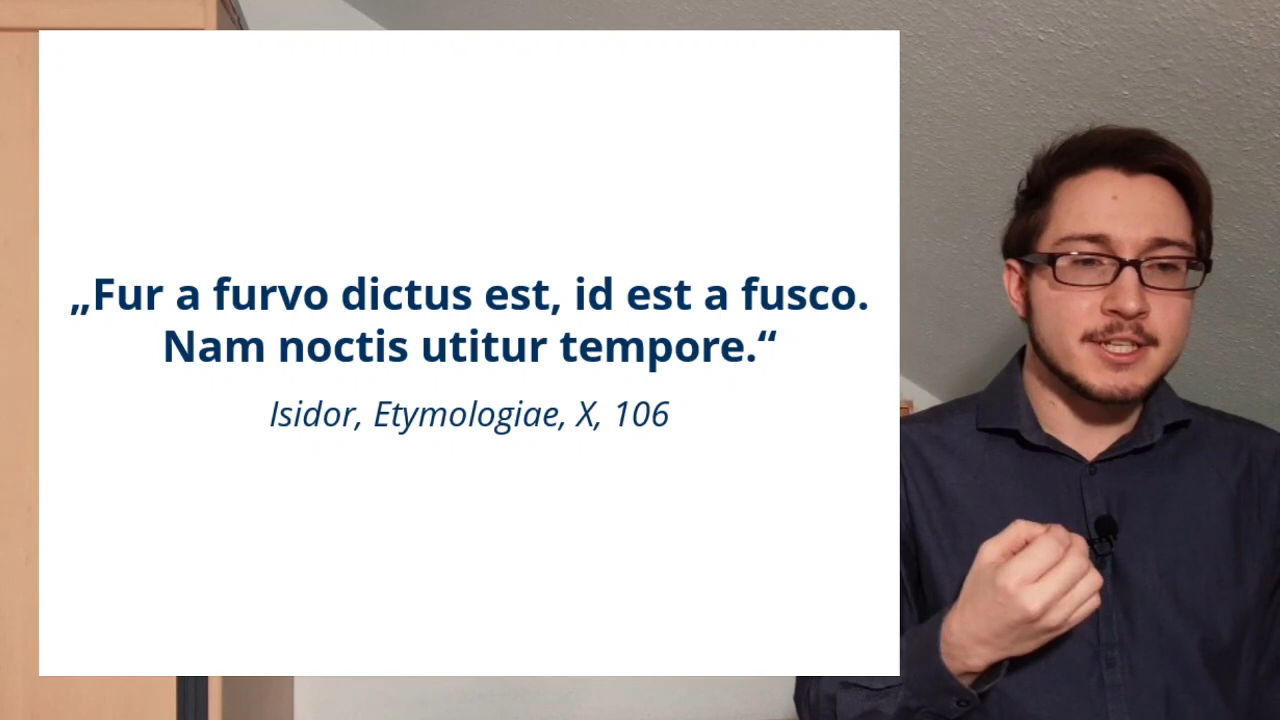 „Fur a furvo dictus est, id est a fusco.
Nam noctis utitur tempore.“
Isidor, Etymologiae, X, 106